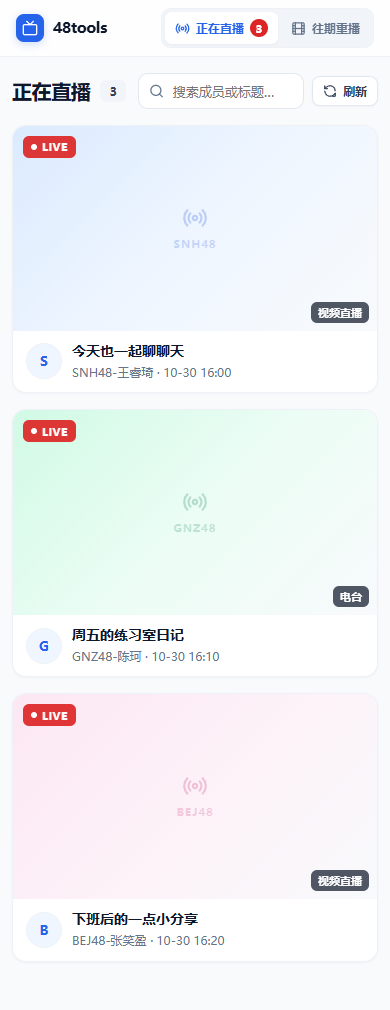 48tools
正在直播 3
往期重播
正在直播 3
搜索成员或标题...
刷新
LIVE
SNH48
视频直播
S
今天也一起聊聊天
SNH48-王睿琦 · 10-30 16:00
LIVE
GNZ48
电台
G
周五的练习室日记
GNZ48-陈珂 · 10-30 16:10
LIVE
BEJ48
视频直播
B
下班后的一点小分享
BEJ48-张笑盈 · 10-30 16:20